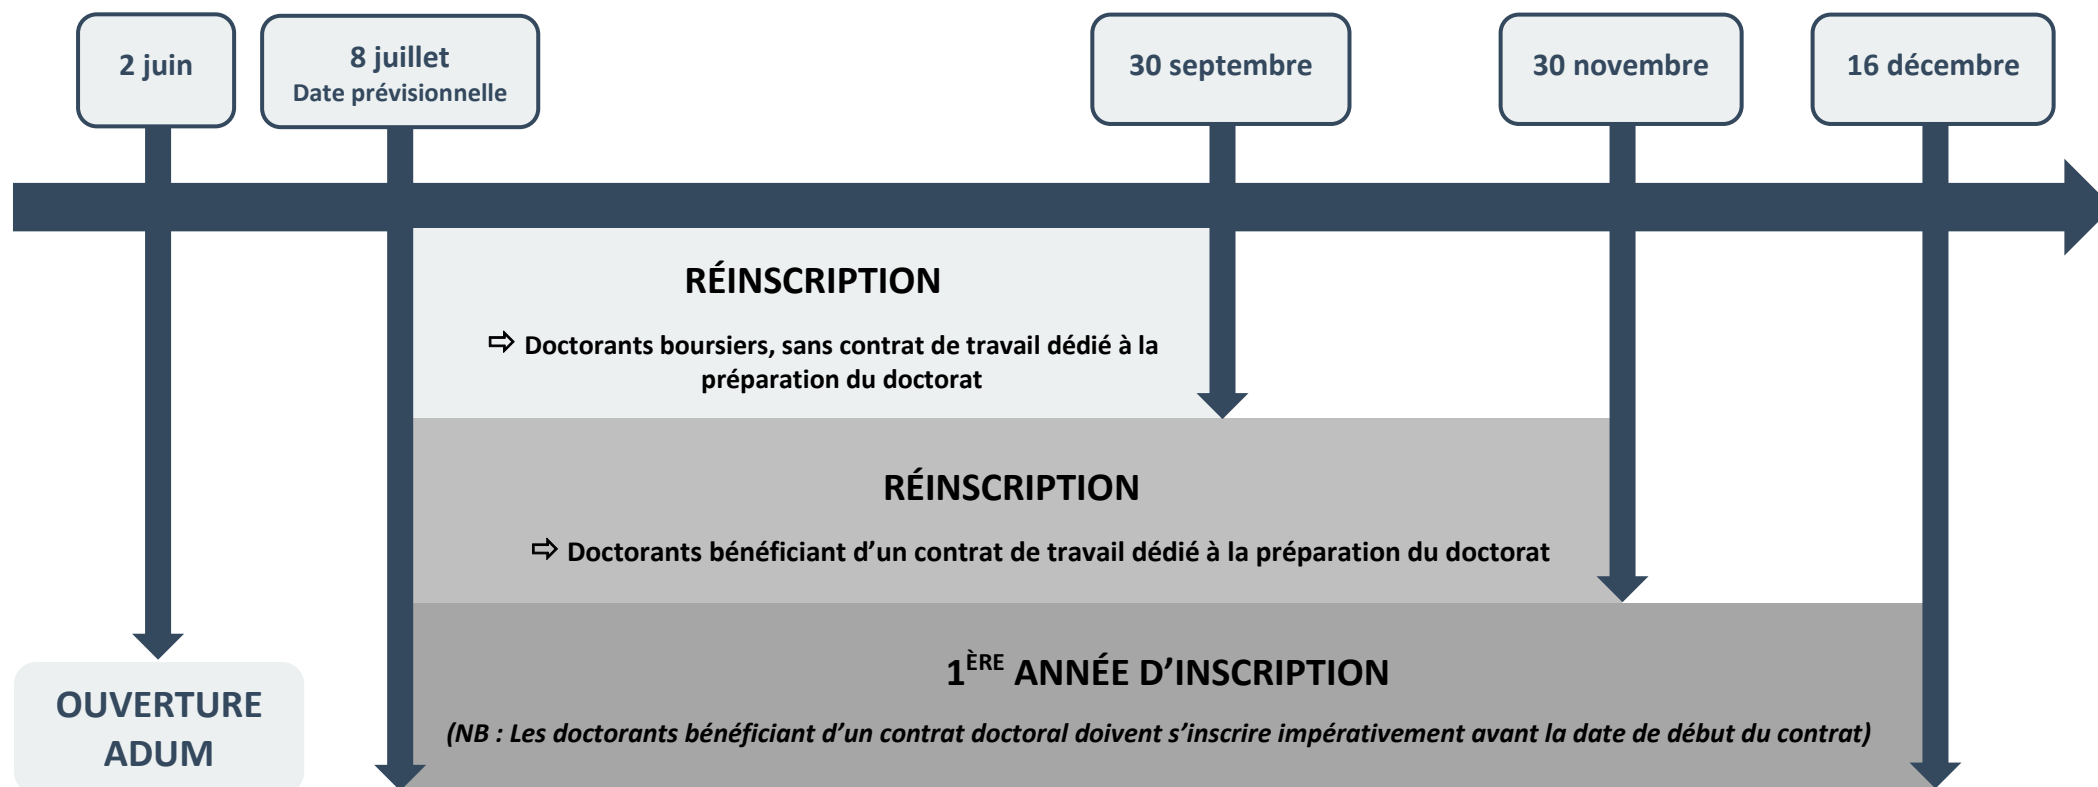 2 juin
8 juillet
Date prévisionnelle
30 septembre
30 novembre
16 décembre
RÉINSCRIPTION
⇨ Doctorants boursiers, sans contrat de travail dédié à la
préparation du doctorat
RÉINSCRIPTION
⇨ Doctorants bénéficiant d’un contrat de travail dédié à la préparation du doctorat
1ÈRE ANNÉE D’INSCRIPTION
(NB : Les doctorants bénéficiant d’un contrat doctoral doivent s’inscrire impérativement avant la date de début du contrat)
OUVERTURE
ADUM